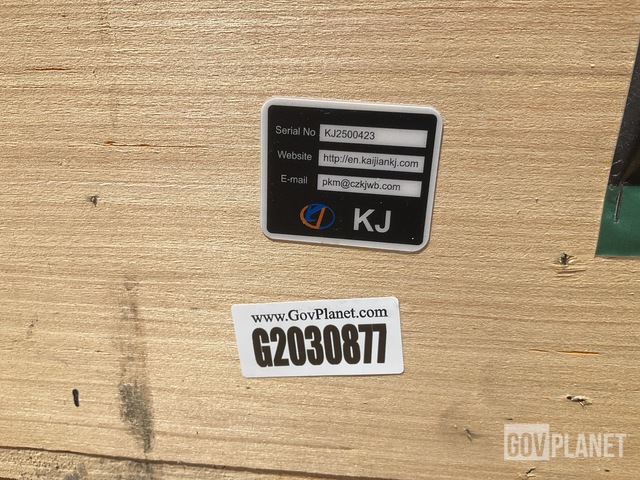 Serial No KJ2500423
Website http://en.kaijiankj.com
E-mail pkm@czkjwb.com
KJ
www.GovPlanet.com
G2030877
GOVPLANET